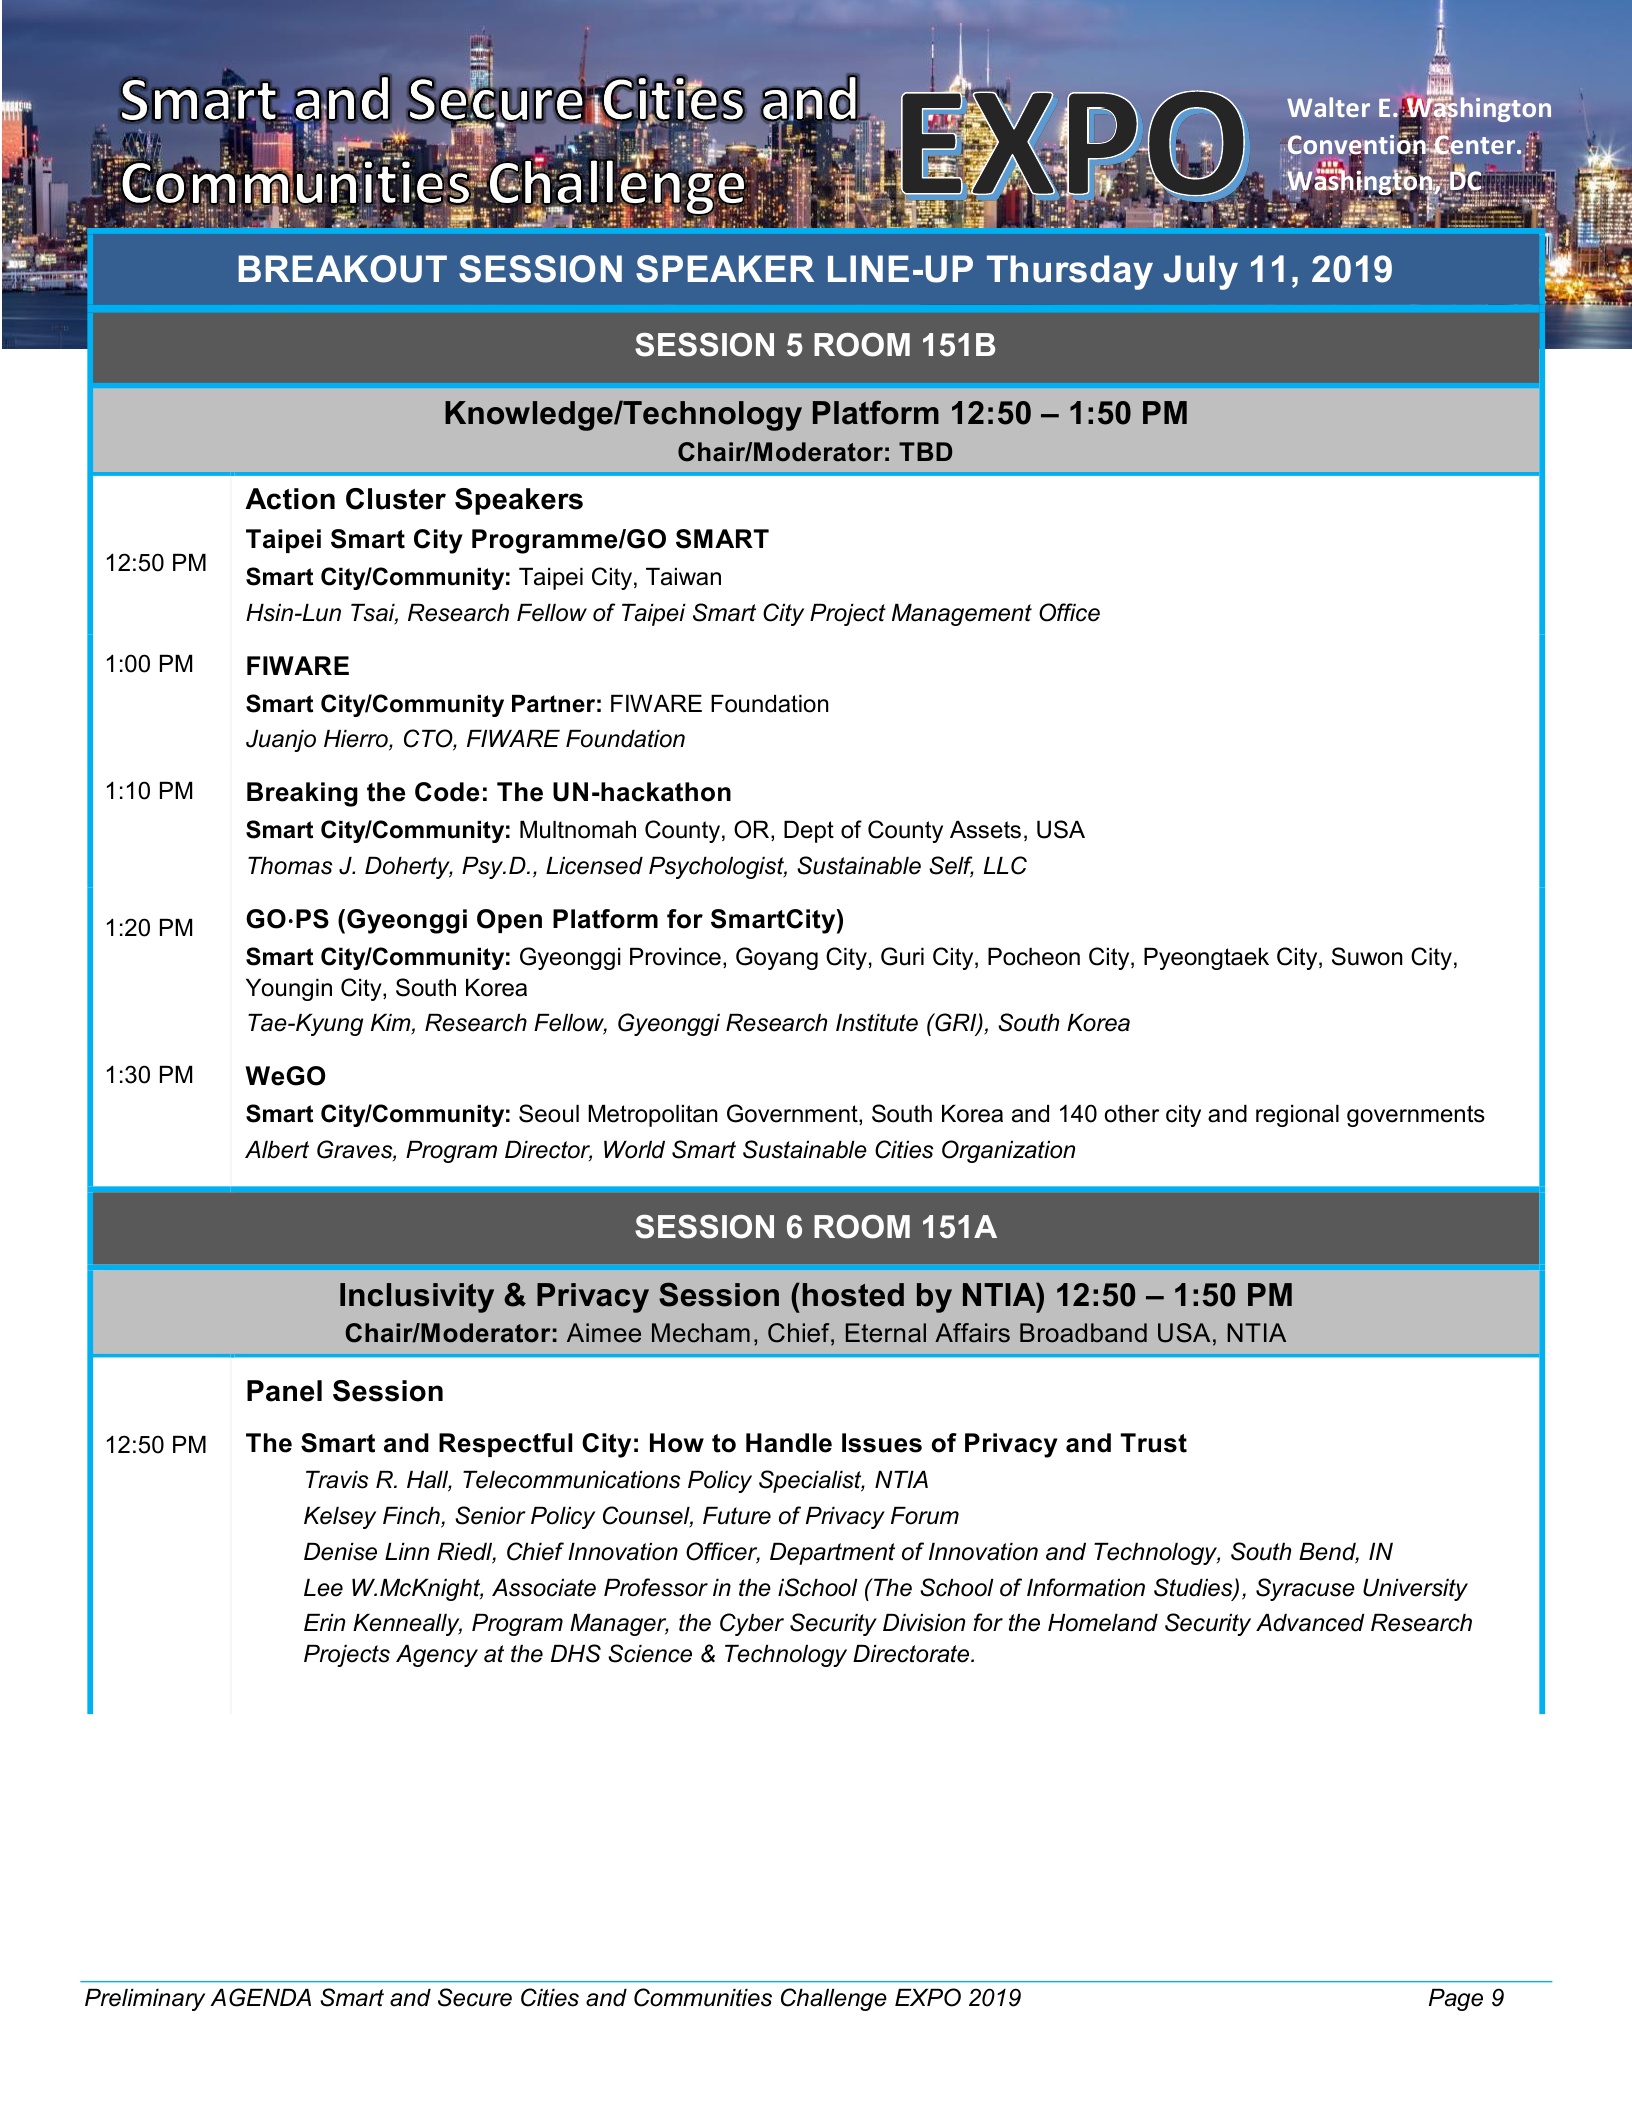 Smart and Secure Cities and
Communities Challenge
EXPO
Walter E. Washington
Convention Center.
Washington, DC
BREAKOUT SESSION SPEAKER LINE-UP Thursday July 11, 2019
SESSION 5 ROOM 151B
Knowledge/Technology Platform 12:50 – 1:50 PM
Chair/Moderator: TBD
Action Cluster Speakers
12:50 PM
Taipei Smart City Programme/GO SMART
Smart City/Community: Taipei City, Taiwan
Hsin-Lun Tsai, Research Fellow of Taipei Smart City Project Management Office
1:00 PM
FIWARE
Smart City/Community Partner: FIWARE Foundation
Juanjo Hierro, CTO, FIWARE Foundation
1:10 PM
Breaking the Code: The UN-hackathon
Smart City/Community: Multnomah County, OR, Dept of County Assets, USA
Thomas J. Doherty, Psy.D., Licensed Psychologist, Sustainable Self, LLC
1:20 PM
GO·PS (Gyeonggi Open Platform for SmartCity)
Smart City/Community: Gyeonggi Province, Goyang City, Guri City, Pocheon City, Pyeongtaek City, Suwon City,
Youngin City, South Korea
Tae-Kyung Kim, Research Fellow, Gyeonggi Research Institute (GRI), South Korea
1:30 PM
WeGO
Smart City/Community: Seoul Metropolitan Government, South Korea and 140 other city and regional governments
Albert Graves, Program Director, World Smart Sustainable Cities Organization
SESSION 6 ROOM 151A
Inclusivity & Privacy Session (hosted by NTIA) 12:50 – 1:50 PM
Chair/Moderator: Aimee Mecham, Chief, Eternal Affairs Broadband USA, NTIA
Panel Session
12:50 PM
The Smart and Respectful City: How to Handle Issues of Privacy and Trust
Travis R. Hall, Telecommunications Policy Specialist, NTIA
Kelsey Finch, Senior Policy Counsel, Future of Privacy Forum
Denise Linn Riedl, Chief Innovation Officer, Department of Innovation and Technology, South Bend, IN
Lee W.McKnight, Associate Professor in the iSchool (The School of Information Studies), Syracuse University
Erin Kenneally, Program Manager, the Cyber Security Division for the Homeland Security Advanced Research
Projects Agency at the DHS Science & Technology Directorate.
Preliminary AGENDA Smart and Secure Cities and Communities Challenge EXPO 2019
Page 9